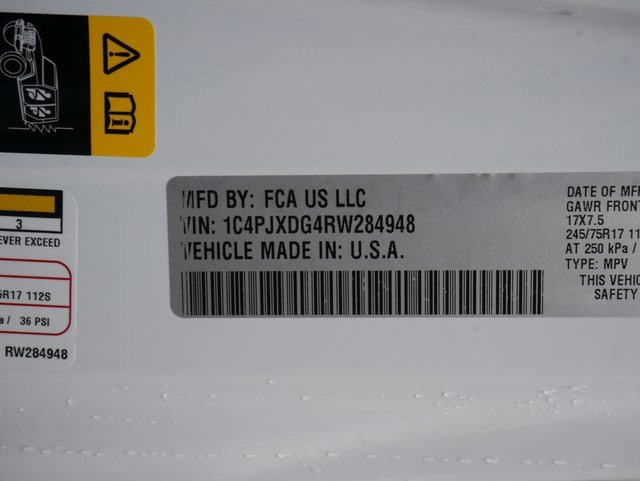 3
EVER EXCEED
5R17 112S
a / 36 PSI
RW284948
MFD BY: FCA US LLC
VIN: 1C4PJXDG4RW284948
VEHICLE MADE IN: U.S.A.
DATE OF MFR
GAWR FRONT
17X7.5
245/75R17 11
AT 250 kPa /
TYPE: MPV
THIS VEHIC
SAFETY